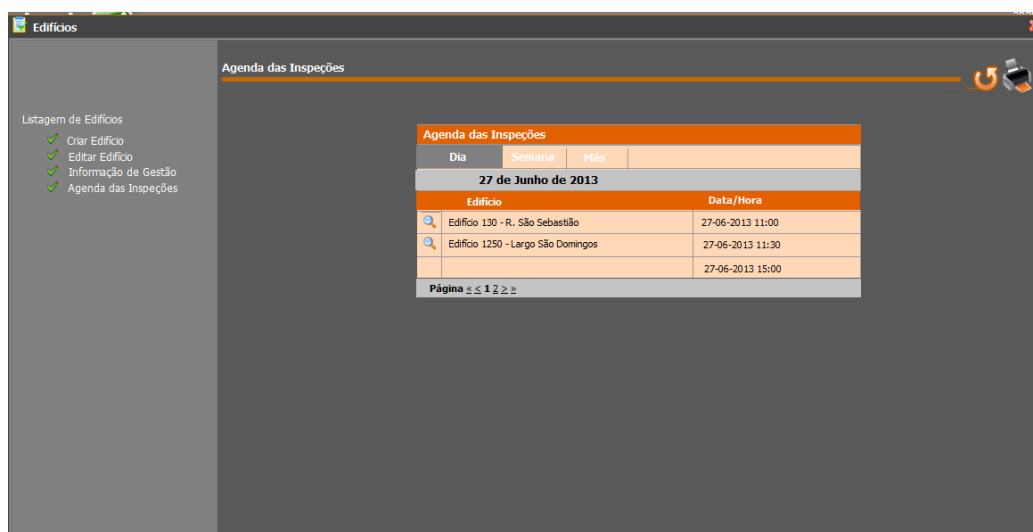 Edifícios
Agenda das Inspeções
Listagem de Edifícios
Criar Edifício
Editar Edifício
Informação de Gestão
Agenda das Inspeções
Agenda das Inspeções
Dia Semana Mês
27 de Junho de 2013
Edifício Data/Hora
Edifício 130 - R. São Sebastião 27-06-2013 11:00
Edifício 1250 - Largo São Domingos 27-06-2013 11:30
27-06-2013 15:00
Página « < 1 2 > »